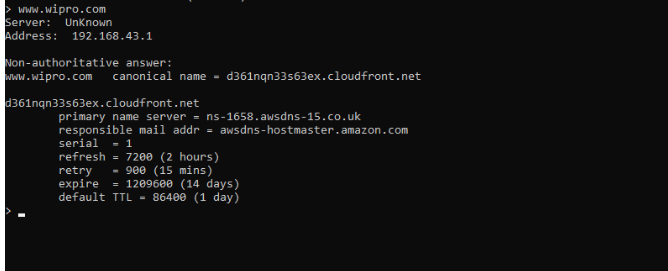 > www.wipro.com
Server:  UnKnown
Address:  192.168.43.1
Non-authoritative answer:
www.wipro.com   canonical name = d361nqn33s63ex.cloudfront.net
d361nqn33s63ex.cloudfront.net
        primary name server = ns-1658.awsdns-15.co.uk
        responsible mail addr = awsdns-hostmaster.amazon.com
        serial  = 1
        refresh = 7200 (2 hours)
        retry   = 900 (15 mins)
        expire  = 1209600 (14 days)
        default TTL = 86400 (1 day)
>